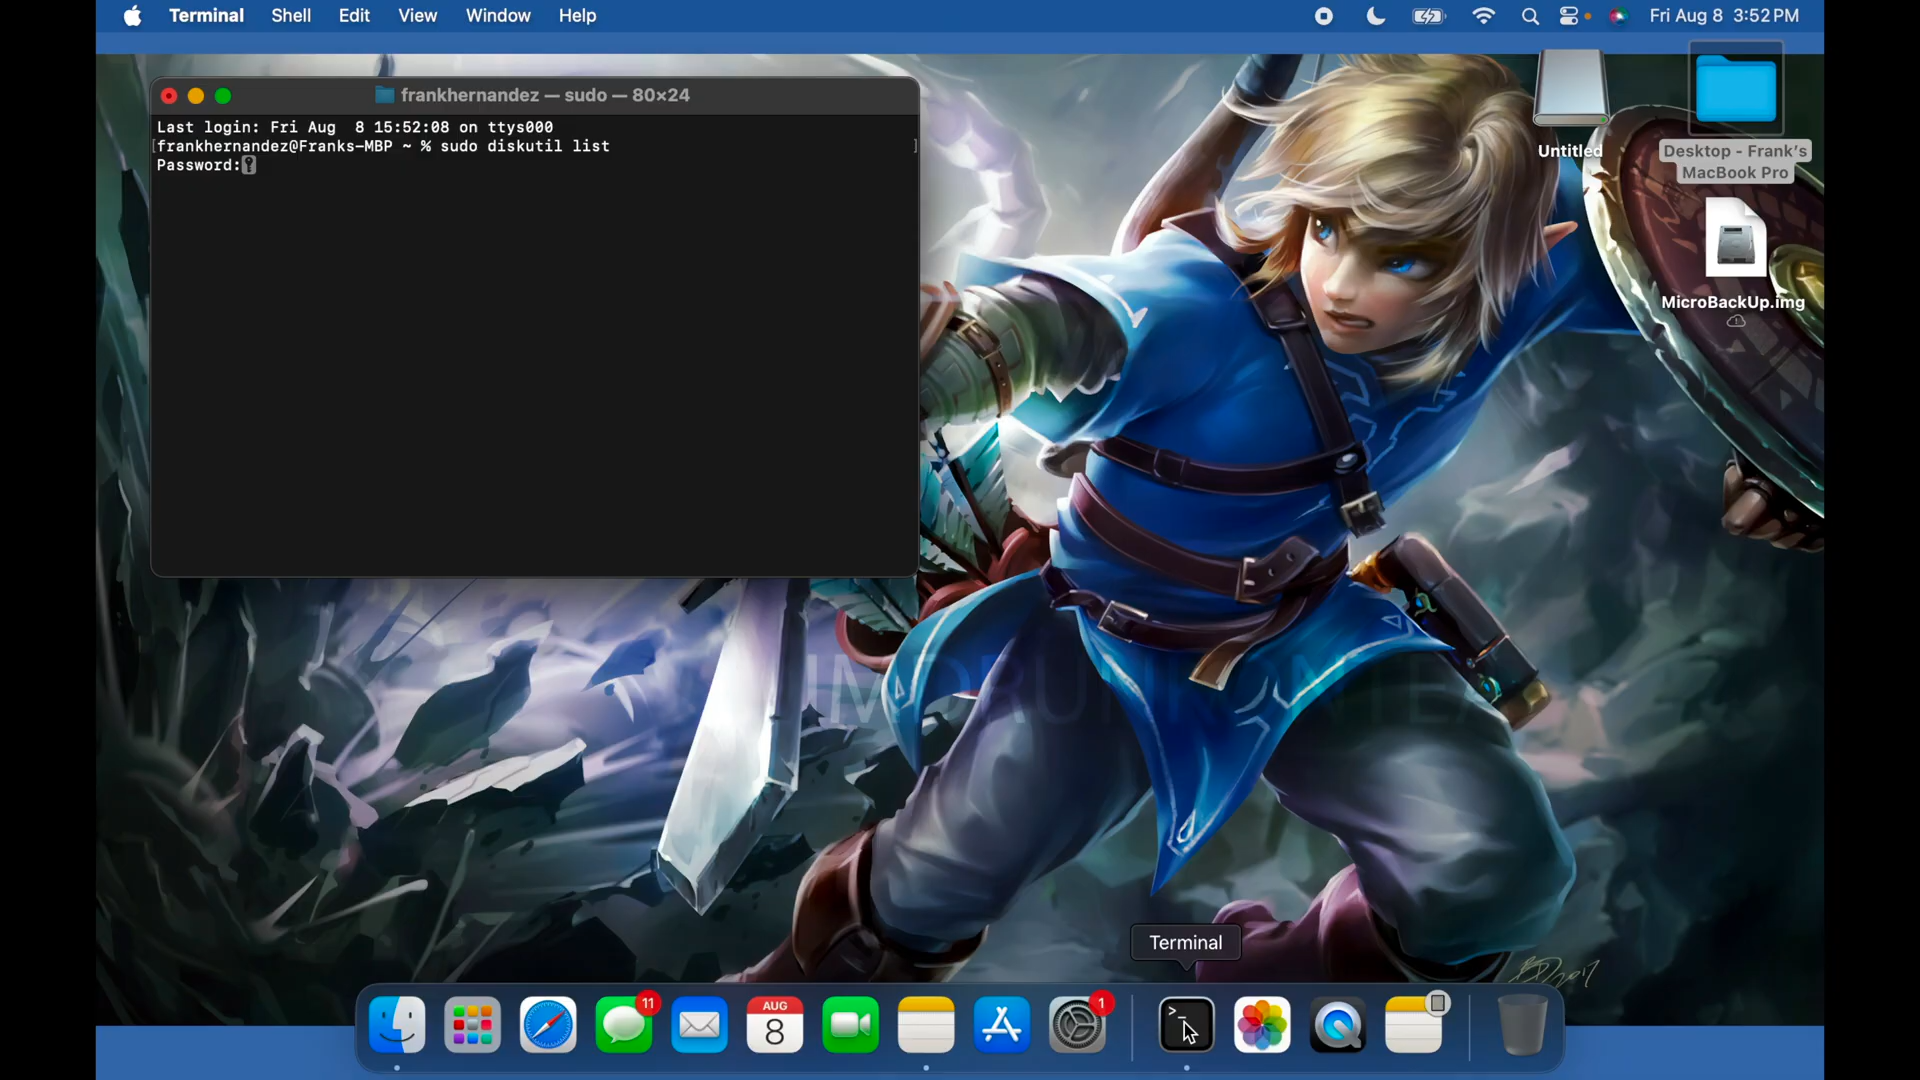 Terminal Shell Edit View Window Help Fri Aug 8 3:52 PM
frankhernandez — sudo — 80×24
Last login: Fri Aug  8 15:52:08 on ttys000
[frankhernandez@Franks-MBP ~ % sudo diskutil list ]
Password:
Untitled
Desktop - Frank's
MacBook Pro
MicroBackUp.img
Terminal
11
AUG
8
1
>_